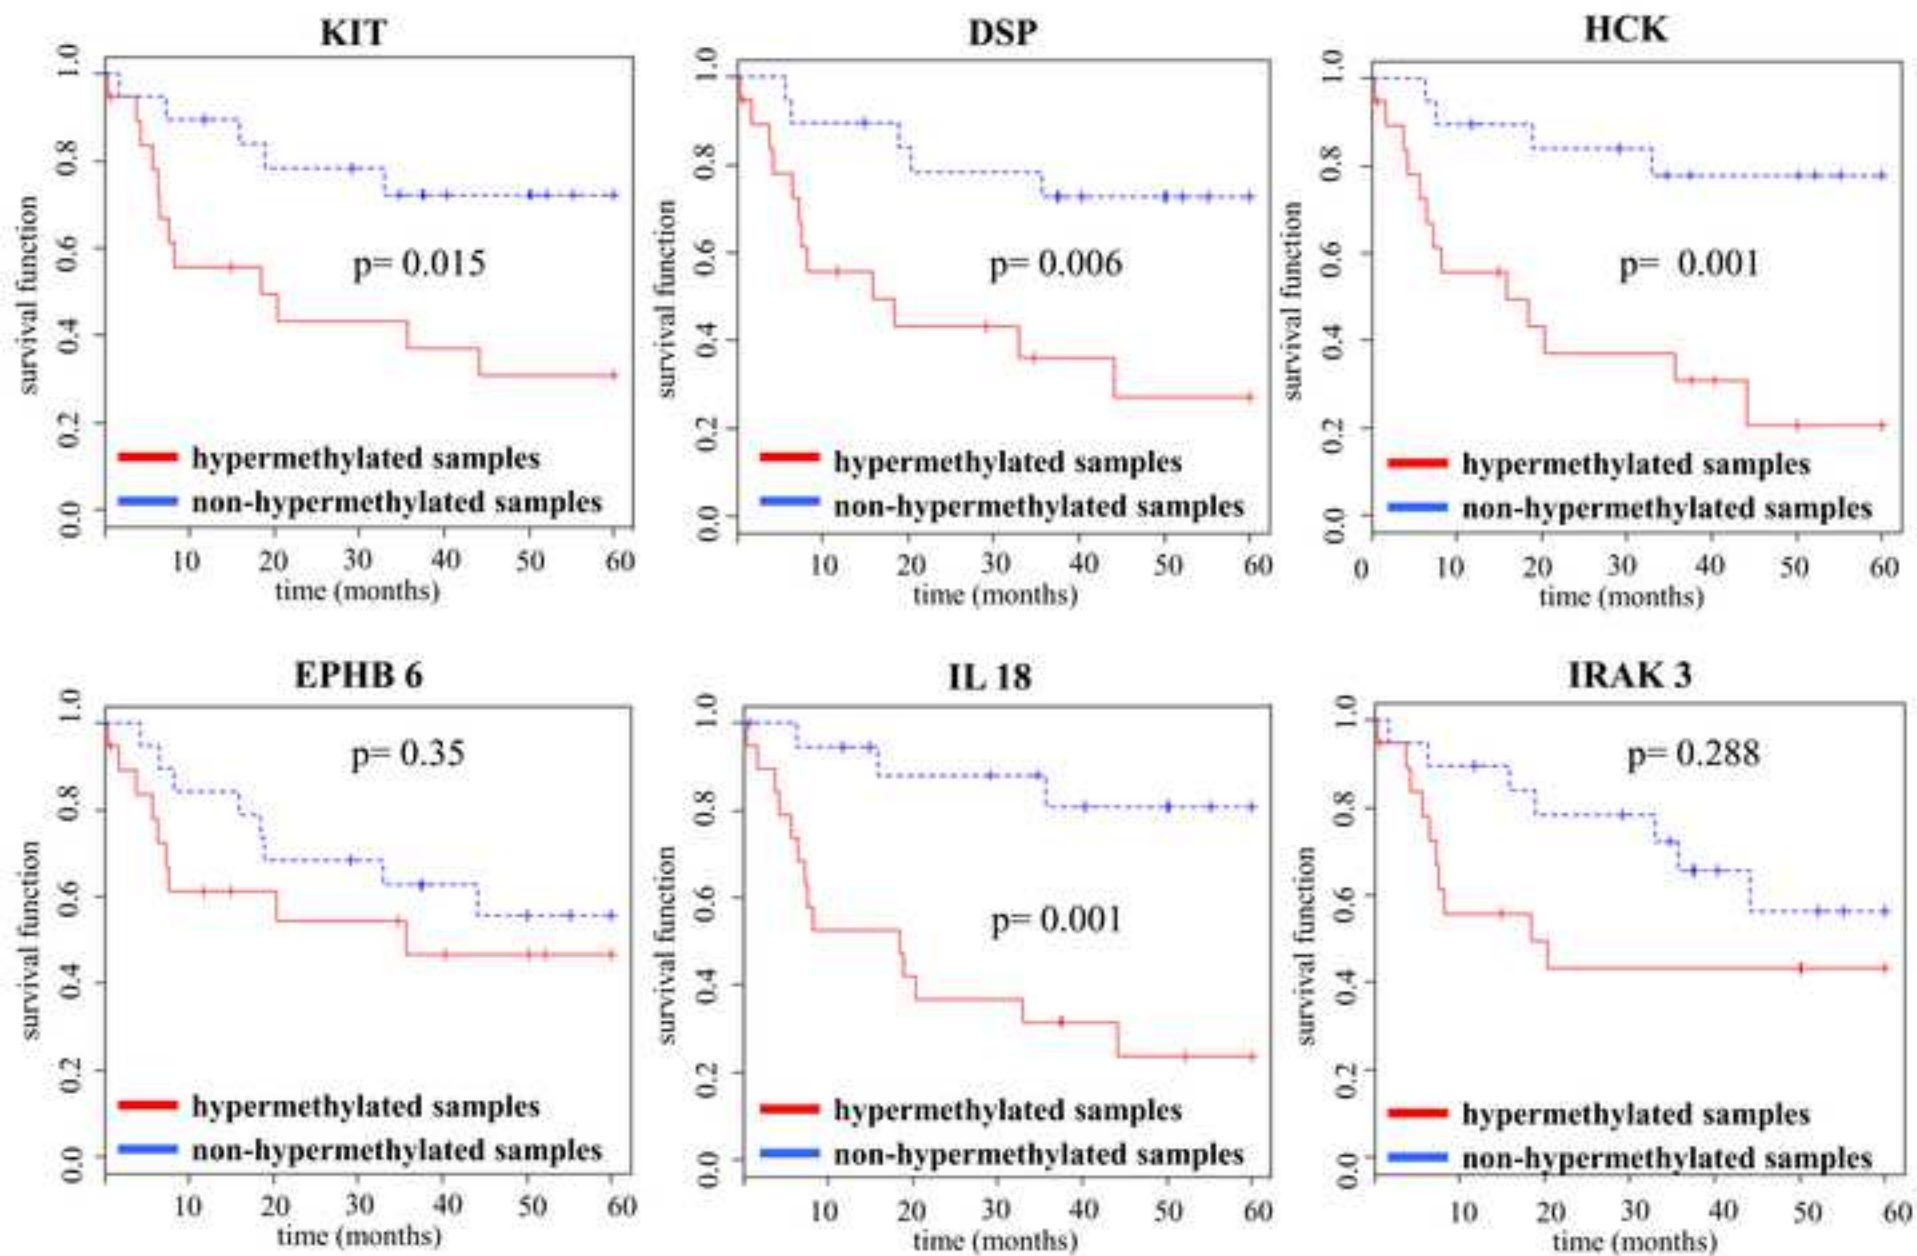 KIT
1.0
0.8
0.6
0.4
0.2
0.0
survival function
p= 0.015
hypermethylated samples
non-hypermethylated samples
10 20 30 40 50 60
time (months)
DSP
1.0
0.8
0.6
0.4
0.2
0.0
survival function
p= 0.006
hypermethylated samples
non-hypermethylated samples
10 20 30 40 50 60
time (months)
HCK
1.0
0.8
0.6
0.4
0.2
0.0
survival function
p= 0.001
hypermethylated samples
non-hypermethylated samples
0 10 20 30 40 50 60
time (months)
EPHB 6
1.0
0.8
0.6
0.4
0.2
0.0
survival function
p= 0.35
hypermethylated samples
non-hypermethylated samples
10 20 30 40 50 60
time (months)
IL 18
1.0
0.8
0.6
0.4
0.2
0.0
survival function
p= 0.001
hypermethylated samples
non-hypermethylated samples
10 20 30 40 50 60
time (months)
IRAK 3
1.0
0.8
0.6
0.4
0.2
0.0
survival function
p= 0.288
hypermethylated samples
non-hypermethylated samples
10 20 30 40 50 60
time (months)